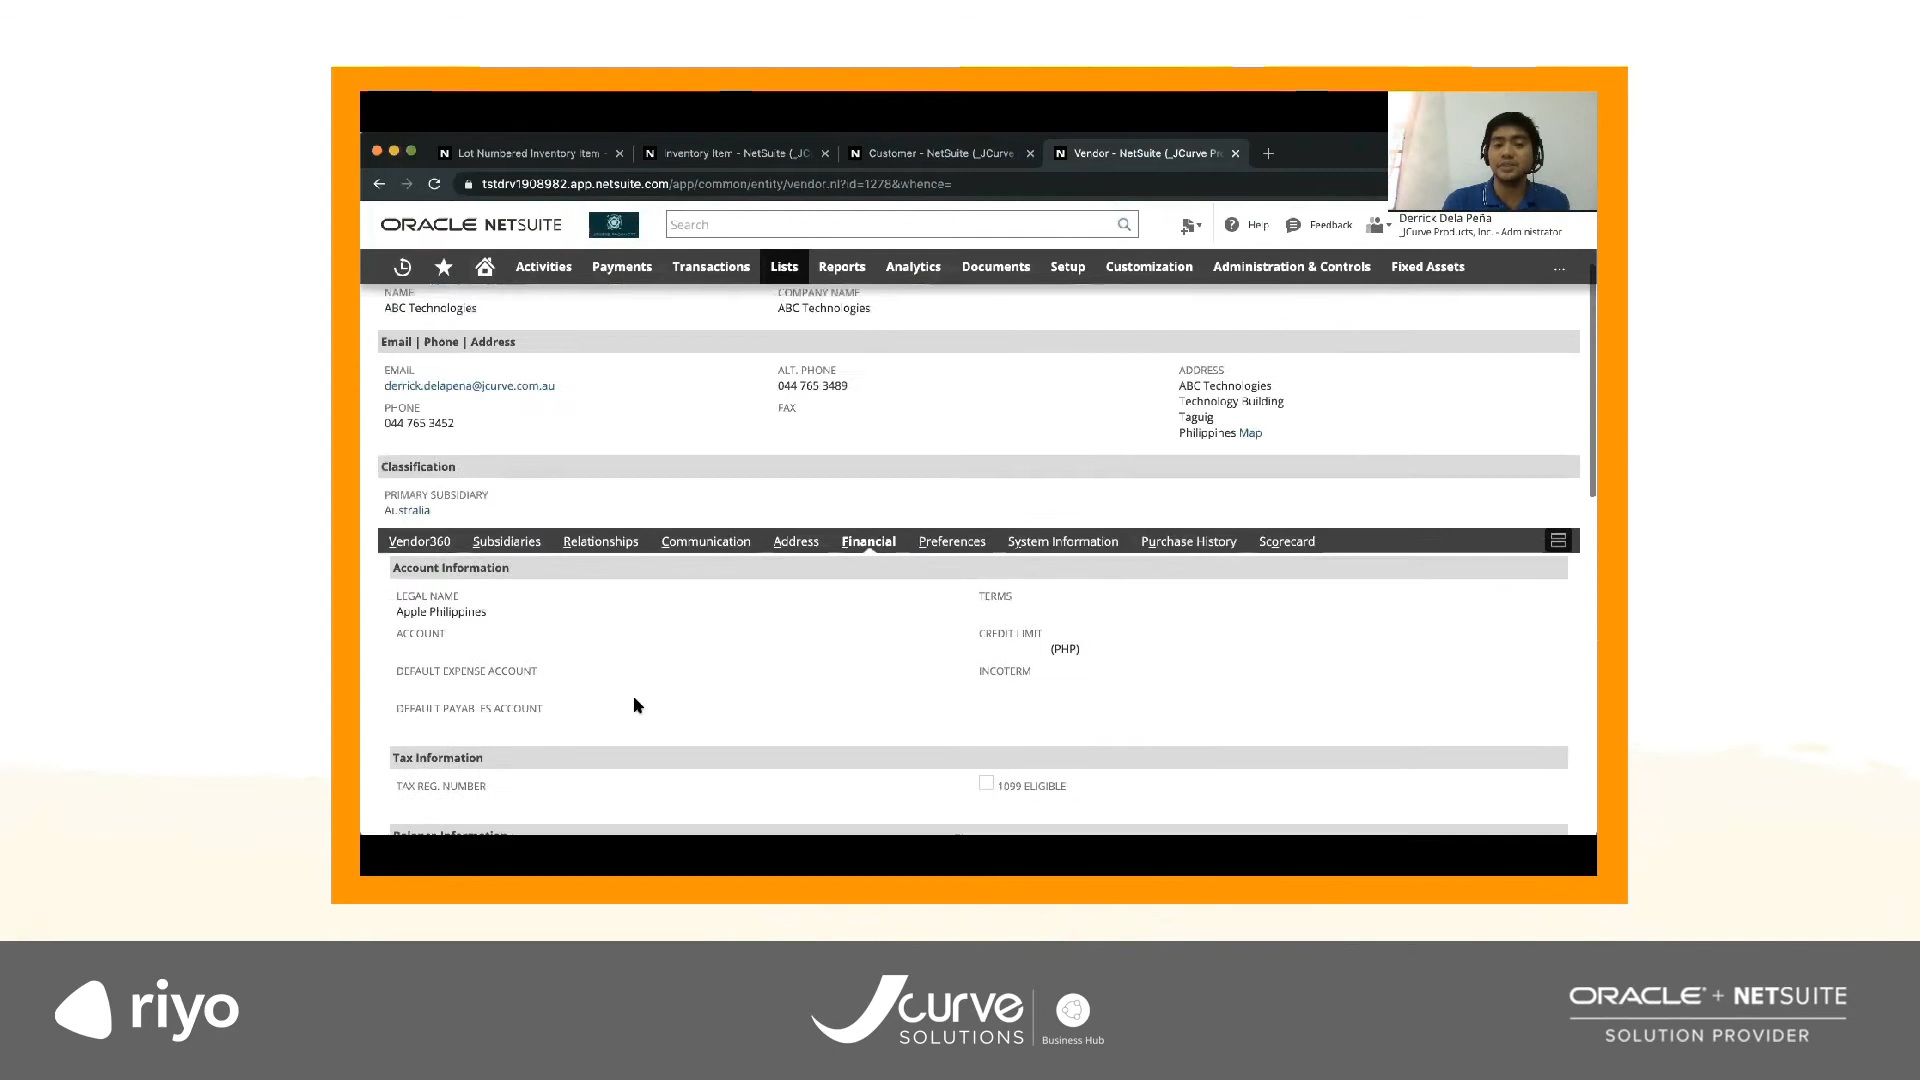 Lot Numbered Inventory Item -
Inventory Item - NetSuite (_JC
Customer - NetSuite (_JCurve
Vendor - NetSuite (_JCurve Pr
tstdrv1908982.app.netsuite.com/app/common/entity/vendor.nl?id=1278&whence=
ORACLE NETSUITE
Search
Help
Feedback
Derrick Dela Peña
_JCurve Products, Inc. - Administrator
Activities Payments Transactions Lists Reports Analytics Documents Setup Customization Administration & Controls Fixed Assets ...
NAME
ABC Technologies
COMPANY NAME
ABC Technologies
Email | Phone | Address
EMAIL
derrick.delapena@jcurve.com.au
PHONE
044 765 3452
ALT. PHONE
044 765 3489
FAX
ADDRESS
ABC Technologies
Technology Building
Taguig
Philippines Map
Classification
PRIMARY SUBSIDIARY
Australia
Vendor360 Subsidiaries Relationships Communication Address Financial Preferences System Information Purchase History Scorecard
Account Information
LEGAL NAME
Apple Philippines
ACCOUNT
DEFAULT EXPENSE ACCOUNT
DEFAULT PAYABLES ACCOUNT
TERMS
CREDIT LIMIT
(PHP)
INCOTERM
Tax Information
TAX REG. NUMBER
1099 ELIGIBLE
Balance Information
riyo
Jcurve
SOLUTIONS
Business Hub
ORACLE + NETSUITE
SOLUTION PROVIDER